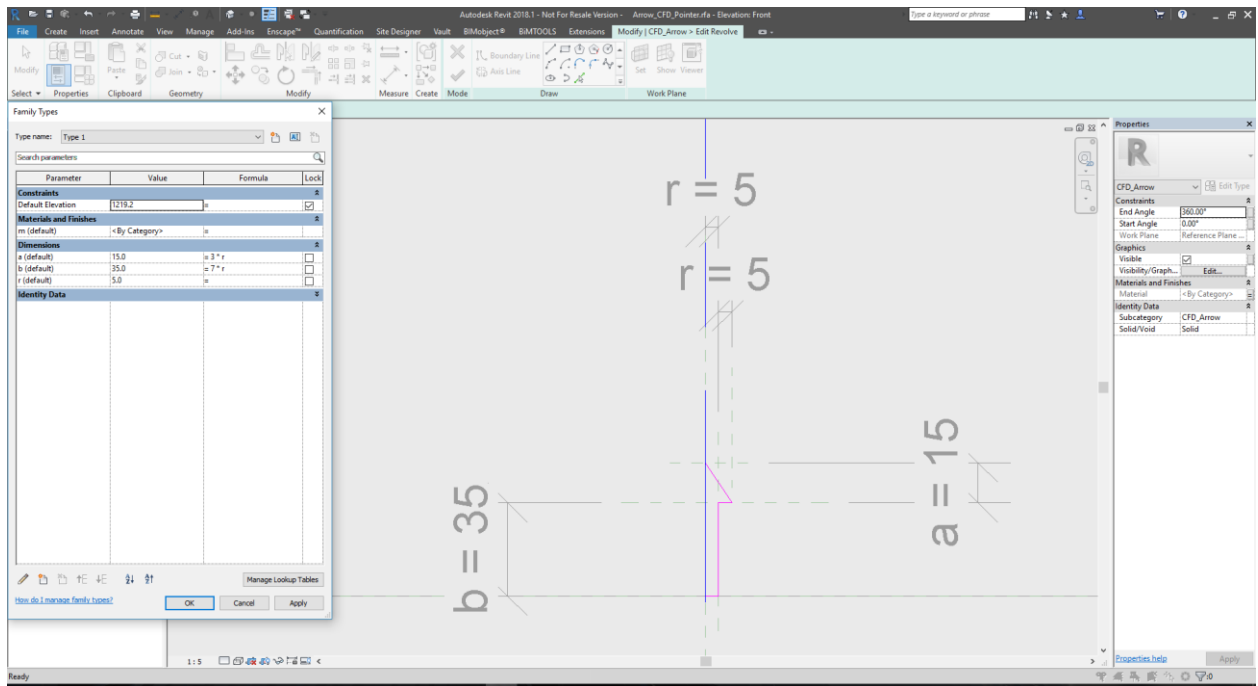 Autodesk Revit 2018.1 - Not For Resale Version - Arrow_CFD_Pointer.rfa - Elevation: Front
Type a keyword or phrase
File Create Insert Annotate View Manage Add-Ins Enscape™ Quantification Site Designer Vault BIMobject® BiMTOOLS Extensions Modify | CFD_Arrow > Edit Revolve
Modify
Paste
Cut
Join
Boundary Line
Axis Line
Set Show Viewer
Select Properties Clipboard Geometry Modify Measure Create Mode Draw Work Plane
Family Types
Type name: Type 1
Search parameters
Parameter Value Formula Lock
Constraints
Default Elevation 1219.2 =
Materials and Finishes
m (default) <By Category> =
Dimensions
a (default) 15.0 = 3 * r
b (default) 35.0 = 7 * r
r (default) 5.0 =
Identity Data
Manage Lookup Tables
How do I manage family types?
OK Cancel Apply
r = 5
r = 5
a = 15
b = 35
1:5
Ready
:0
Properties
R
CFD_Arrow
Edit Type
Constraints
End Angle 360.00°
Start Angle 0.00°
Work Plane Reference Plane ...
Graphics
Visible
Visibility/Graph... Edit...
Materials and Finishes
Material <By Category>
Identity Data
Subcategory CFD_Arrow
Solid/Void Solid
Properties help
Apply